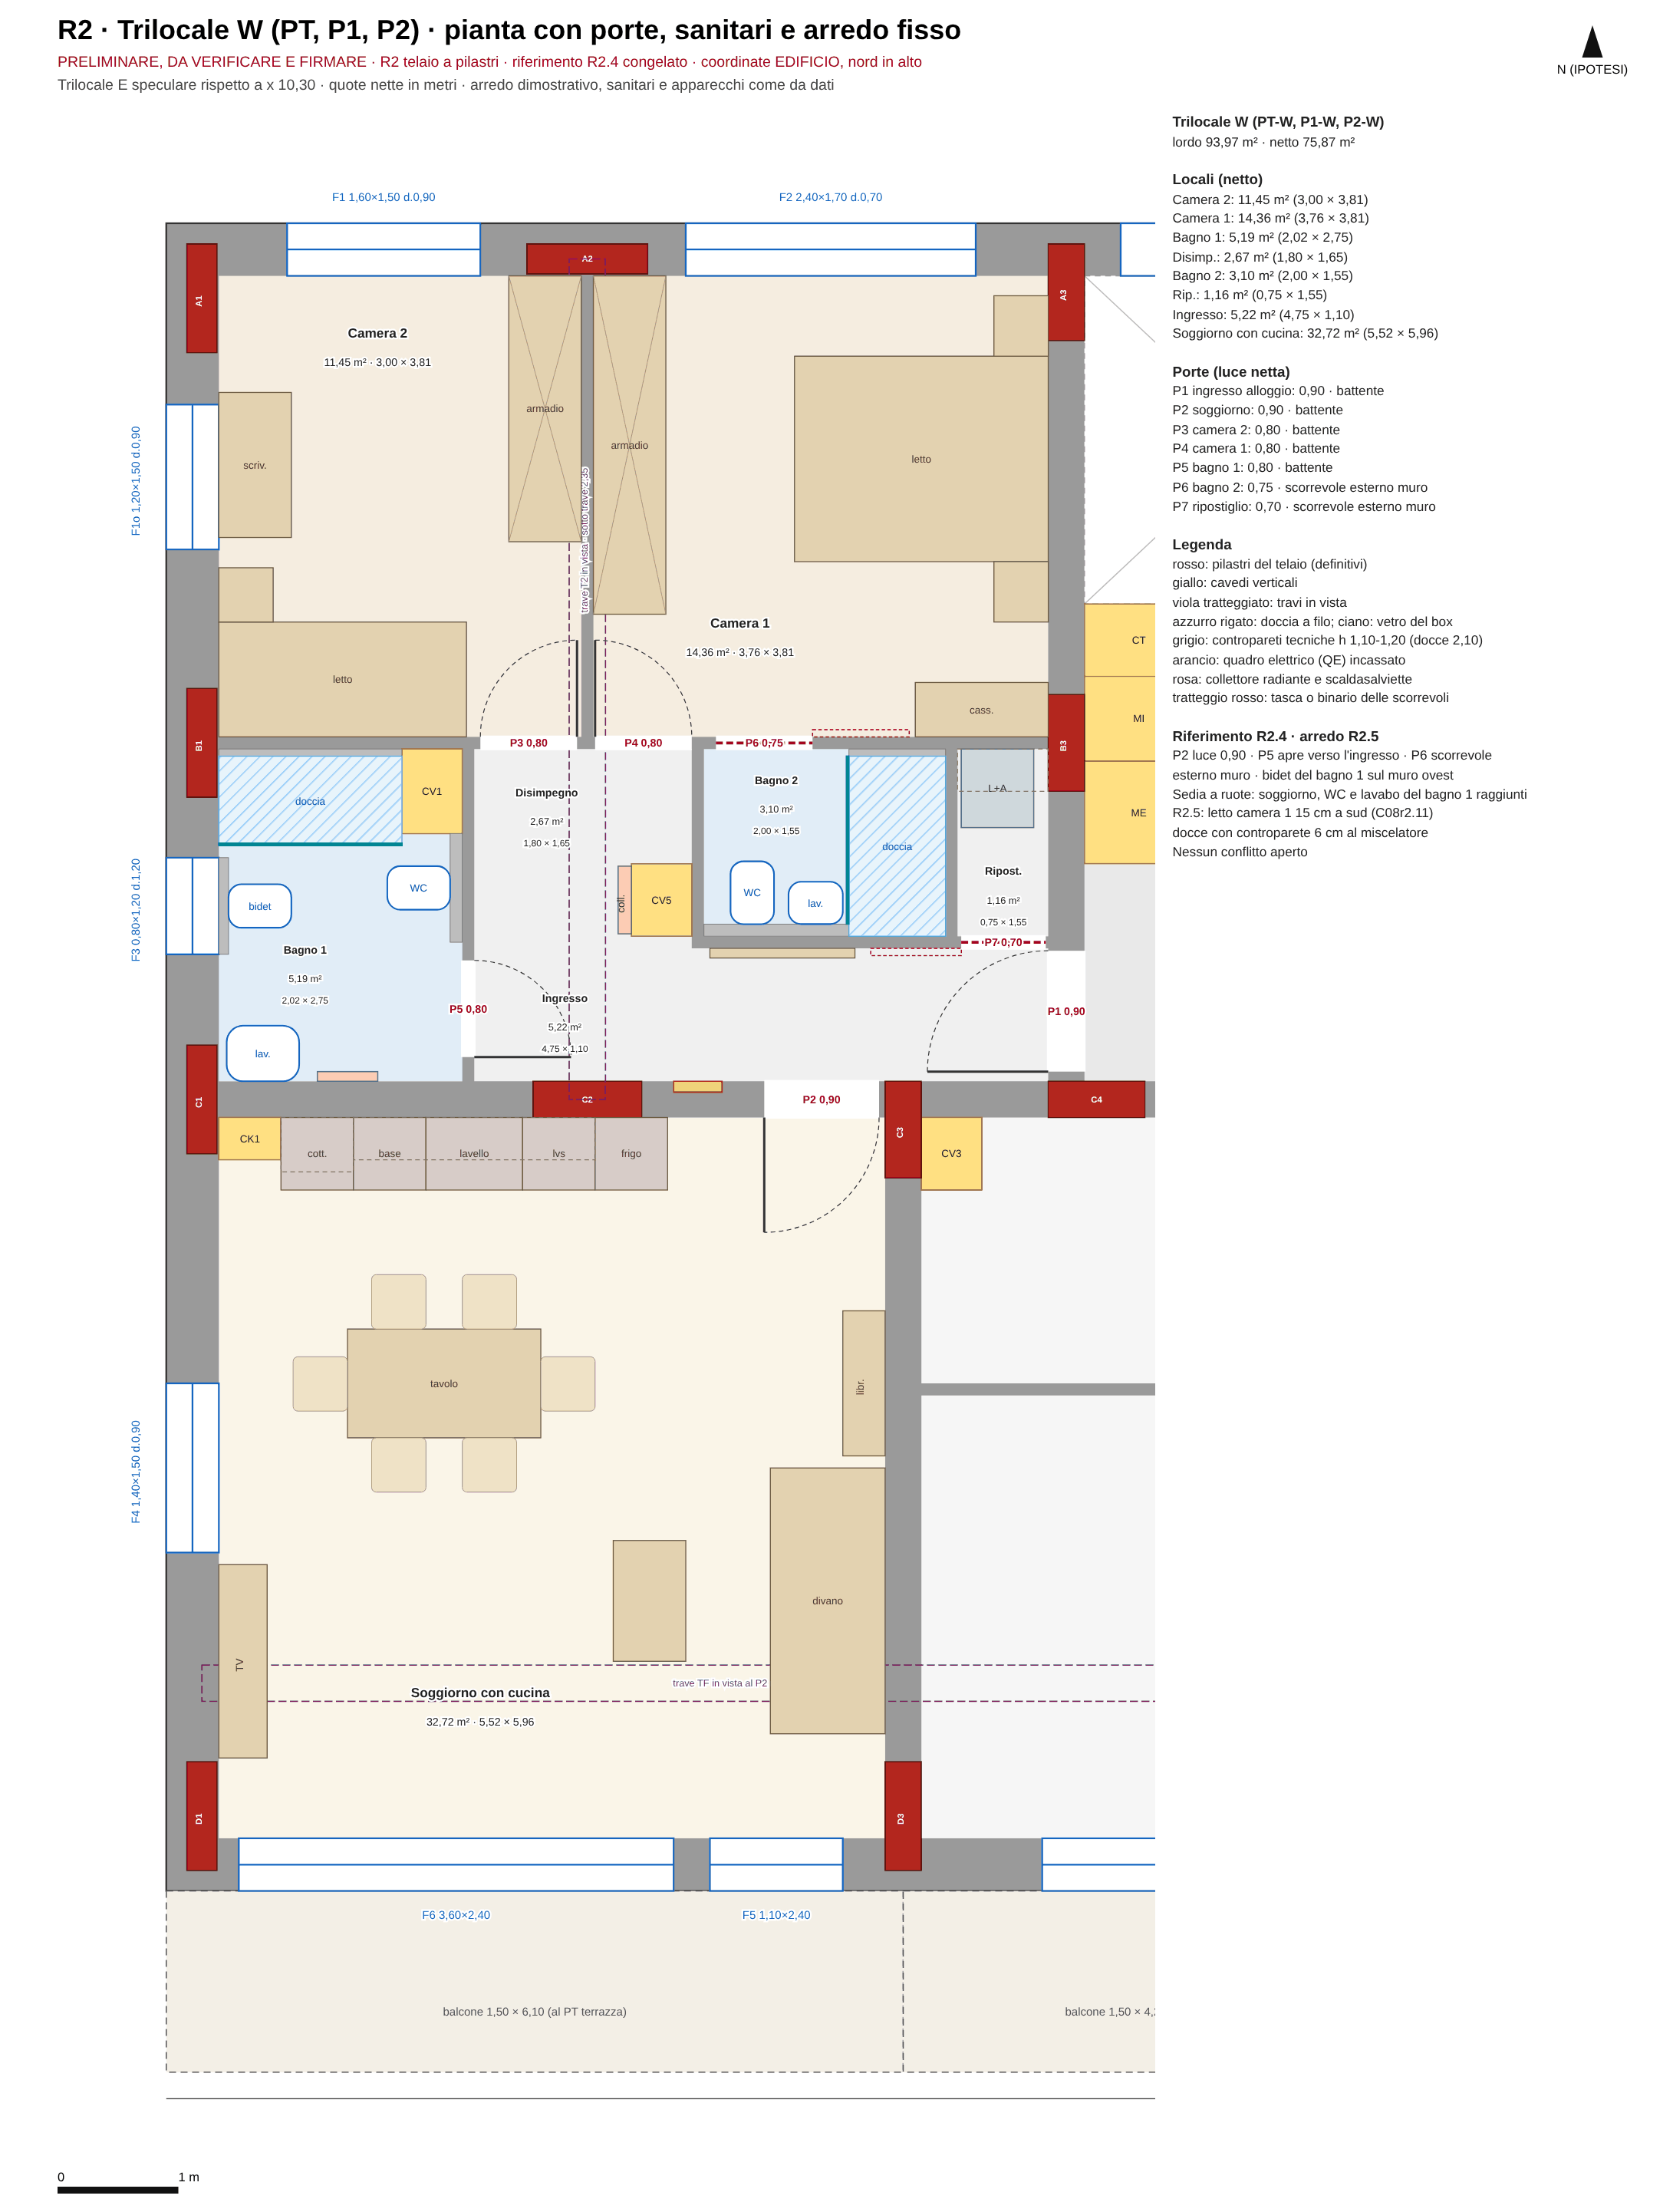 R2 · Trilocale W (PT, P1, P2) · pianta con porte, sanitari e arredo fisso
PRELIMINARE, DA VERIFICARE E FIRMARE · R2 telaio a pilastri · riferimento R2.4 congelato · coordinate EDIFICIO, nord in alto
Trilocale E speculare rispetto a x 10,30 · quote nette in metri · arredo dimostrativo, sanitari e apparecchi come da dati
N (IPOTESI)
Trilocale W (PT-W, P1-W, P2-W)
lordo 93,97 m² · netto 75,87 m²
Locali (netto)
Camera 2: 11,45 m² (3,00 × 3,81)
Camera 1: 14,36 m² (3,76 × 3,81)
Bagno 1: 5,19 m² (2,02 × 2,75)
Disimp.: 2,67 m² (1,80 × 1,65)
Bagno 2: 3,10 m² (2,00 × 1,55)
Rip.: 1,16 m² (0,75 × 1,55)
Ingresso: 5,22 m² (4,75 × 1,10)
Soggiorno con cucina: 32,72 m² (5,52 × 5,96)
Porte (luce netta)
P1 ingresso alloggio: 0,90 · battente
P2 soggiorno: 0,90 · battente
P3 camera 2: 0,80 · battente
P4 camera 1: 0,80 · battente
P5 bagno 1: 0,80 · battente
P6 bagno 2: 0,75 · scorrevole esterno muro
P7 ripostiglio: 0,70 · scorrevole esterno muro
Legenda
rosso: pilastri del telaio (definitivi)
giallo: cavedi verticali
viola tratteggiato: travi in vista
azzurro rigato: doccia a filo; ciano: vetro del box
grigio: contropareti tecniche h 1,10-1,20 (docce 2,10)
arancio: quadro elettrico (QE) incassato
rosa: collettore radiante e scaldasalviette
tratteggio rosso: tasca o binario delle scorrevoli
Riferimento R2.4 · arredo R2.5
P2 luce 0,90 · P5 apre verso l'ingresso · P6 scorrevole
esterno muro · bidet del bagno 1 sul muro ovest
Sedia a ruote: soggiorno, WC e lavabo del bagno 1 raggiunti
R2.5: letto camera 1 15 cm a sud (C08r2.11)
docce con controparete 6 cm al miscelatore
Nessun conflitto aperto
F1 1,60×1,50 d.0,90
F2 2,40×1,70 d.0,70
A1
A2
A3
Camera 2
11,45 m² · 3,00 × 3,81
armadio
armadio
scriv.
letto
F1o 1,20×1,50 d.0,90
trave T2 in vista · sotto trave 2,35
Camera 1
14,36 m² · 3,76 × 3,81
letto
cass.
CT
MI
ME
B1
B3
P3 0,80
P4 0,80
P6 0,75
doccia
CV1
Disimpegno
2,67 m²
1,80 × 1,65
Bagno 2
3,10 m²
2,00 × 1,55
doccia
L+A
Ripost.
1,16 m²
0,75 × 1,55
P7 0,70
WC
bidet
coll.
CV5
WC
lav.
F3 0,80×1,20 d.1,20
Bagno 1
5,19 m²
2,02 × 2,75
P5 0,80
Ingresso
5,22 m²
4,75 × 1,10
P1 0,90
lav.
C1
C2
P2 0,90
C3
C4
CK1
cott.
base
lavello
lvs
frigo
CV3
tavolo
libr.
F4 1,40×1,50 d.0,90
divano
TV
trave TF in vista al P2
Soggiorno con cucina
32,72 m² · 5,52 × 5,96
D1
D3
F6 3,60×2,40
F5 1,10×2,40
balcone 1,50 × 6,10 (al PT terrazza)
balcone 1,50 × 4,
0
1 m